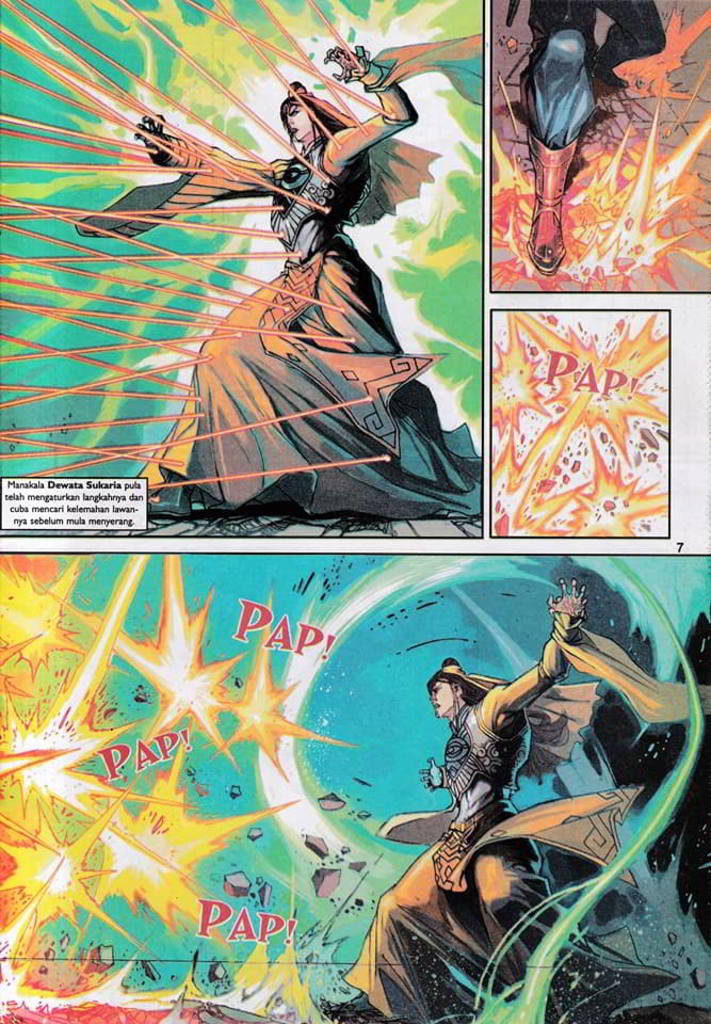 Manakala Dewata Sukaria pula
telah mengaturkan langkahnya dan
cuba mencari kelemahan lawan-
nya sebelum mula menyerang.
PAP!
7
PAP!
PAP!
PAP!